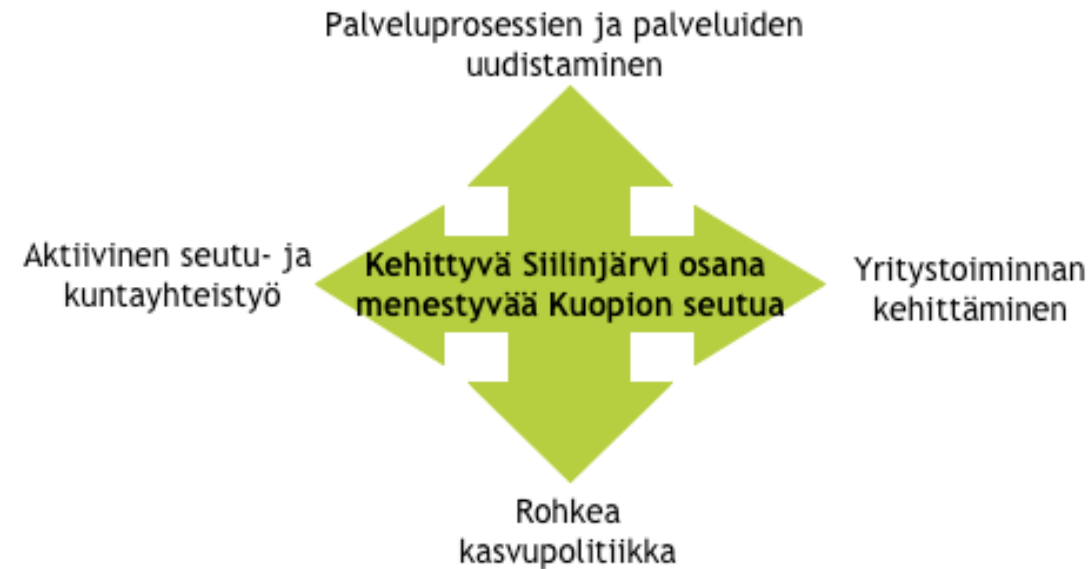 Palveluprosessien ja palveluiden
uudistaminen
Aktiivinen seutu- ja
kuntayhteistyö
Kehittyvä Siilinjärvi osana
menestyvää Kuopion seutua
Yritystoiminnan
kehittäminen
Rohkea
kasvupolitiikka